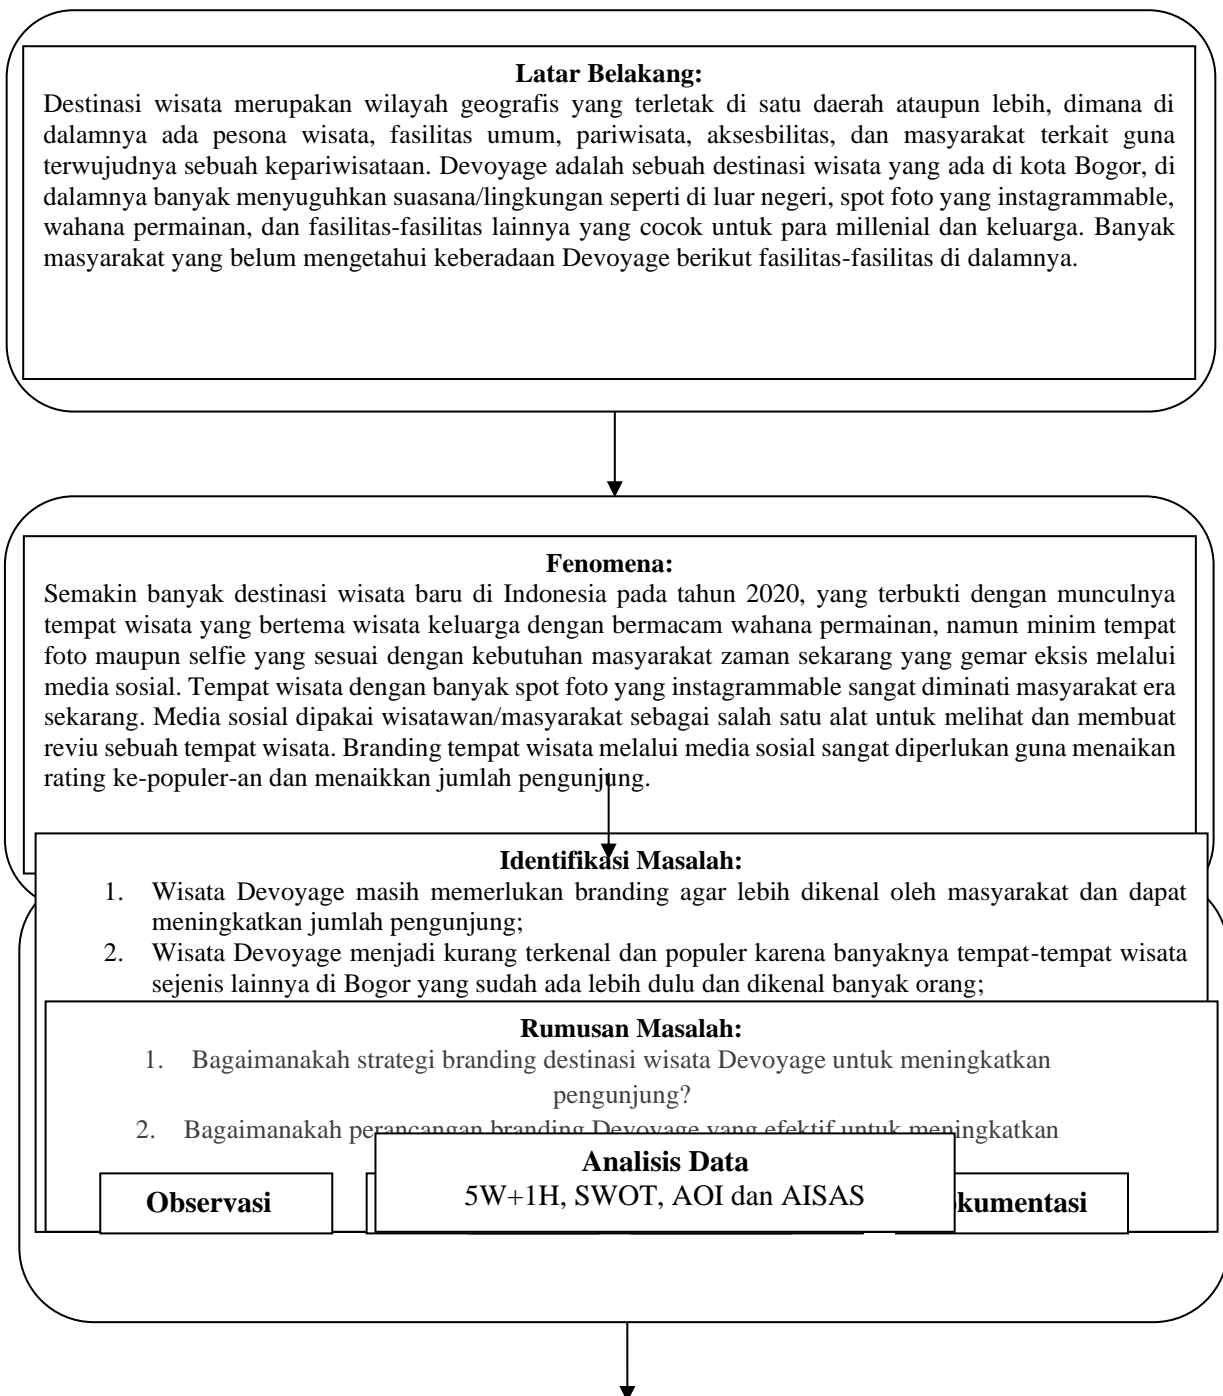 Latar Belakang:
Destinasi wisata merupakan wilayah geografis yang terletak di satu daerah ataupun lebih, dimana di
dalamnya ada pesona wisata, fasilitas umum, pariwisata, aksesbilitas, dan masyarakat terkait guna
terwujudnya sebuah kepariwisataan. Devoyage adalah sebuah destinasi wisata yang ada di kota Bogor, di
dalamnya banyak menyuguhkan suasana/lingkungan seperti di luar negeri, spot foto yang instagrammable,
wahana permainan, dan fasilitas-fasilitas lainnya yang cocok untuk para millenial dan keluarga. Banyak
masyarakat yang belum mengetahui keberadaan Devoyage berikut fasilitas-fasilitas di dalamnya.
Fenomena:
Semakin banyak destinasi wisata baru di Indonesia pada tahun 2020, yang terbukti dengan munculnya
tempat wisata yang bertema wisata keluarga dengan bermacam wahana permainan, namun minim tempat
foto maupun selfie yang sesuai dengan kebutuhan masyarakat zaman sekarang yang gemar eksis melalui
media sosial. Tempat wisata dengan banyak spot foto yang instagrammable sangat diminati masyarakat era
sekarang. Media sosial dipakai wisatawan/masyarakat sebagai salah satu alat untuk melihat dan membuat
reviu sebuah tempat wisata. Branding tempat wisata melalui media sosial sangat diperlukan guna menaikan
rating ke-populer-an dan menaikkan jumlah pengunjung.
Identifikasi Masalah:
1. Wisata Devoyage masih memerlukan branding agar lebih dikenal oleh masyarakat dan dapat
meningkatkan jumlah pengunjung;
2. Wisata Devoyage menjadi kurang terkenal dan populer karena banyaknya tempat-tempat wisata
sejenis lainnya di Bogor yang sudah ada lebih dulu dan dikenal banyak orang;
Rumusan Masalah:
1. Bagaimanakah strategi branding destinasi wisata Devoyage untuk meningkatkan
pengunjung?
2. Bagaimanakah perancangan branding Devoyage yang efektif untuk meningkatkan
Analisis Data
5W+1H, SWOT, AOI dan AISAS
Observasi
kumentasi